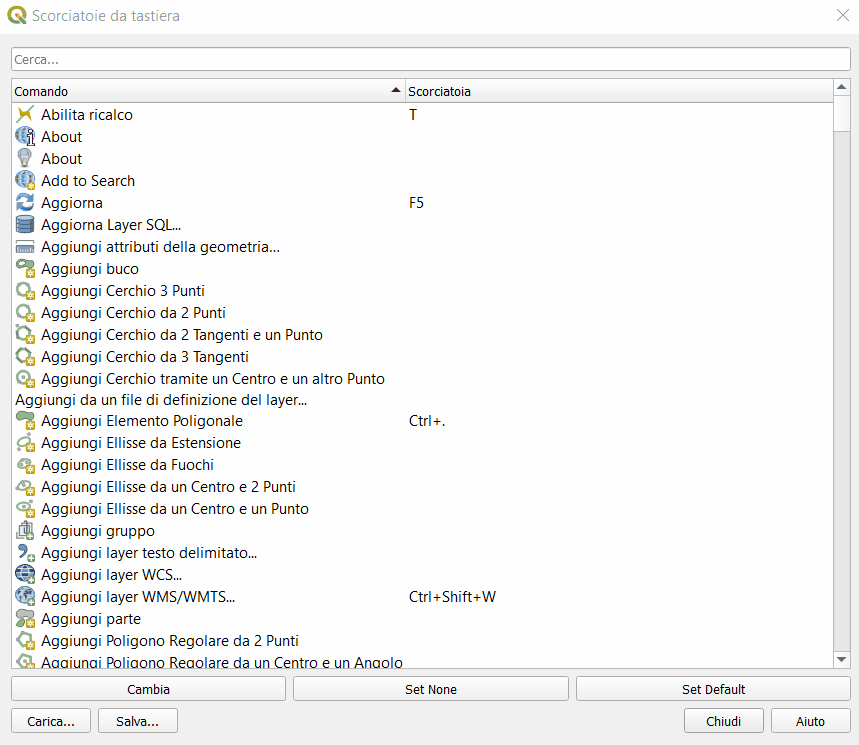 Scorciatoie da tastiera
Cerca...
Comando Scorciatoia
Abilita ricalco T
About
About
Add to Search
Aggiorna F5
Aggiorna Layer SQL...
Aggiungi attributi della geometria...
Aggiungi buco
Aggiungi Cerchio 3 Punti
Aggiungi Cerchio da 2 Punti
Aggiungi Cerchio da 2 Tangenti e un Punto
Aggiungi Cerchio da 3 Tangenti
Aggiungi Cerchio tramite un Centro e un altro Punto
Aggiungi da un file di definizione del layer...
Aggiungi Elemento Poligonale Ctrl+.
Aggiungi Ellisse da Estensione
Aggiungi Ellisse da Fuochi
Aggiungi Ellisse da un Centro e 2 Punti
Aggiungi Ellisse da un Centro e un Punto
Aggiungi gruppo
Aggiungi layer testo delimitato...
Aggiungi layer WCS...
Aggiungi layer WMS/WMTS... Ctrl+Shift+W
Aggiungi parte
Aggiungi Poligono Regolare da 2 Punti
Aggiungi Poligono Regolare da un Centro e un Angolo
Cambia Set None Set Default
Carica... Salva... Chiudi Aiuto